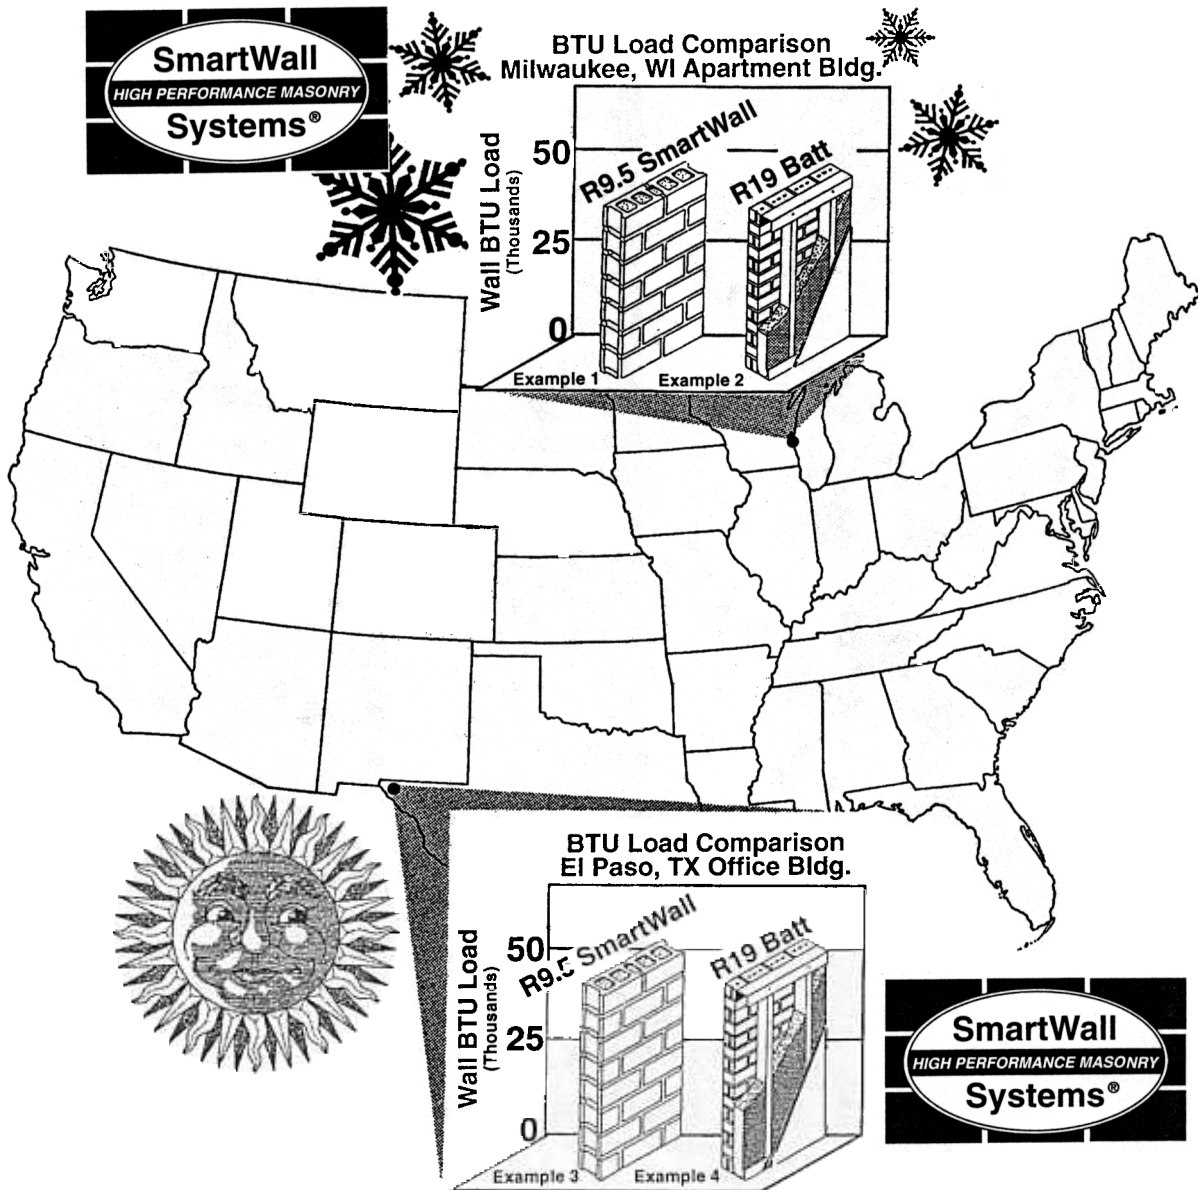 SmartWall
HIGH PERFORMANCE MASONRY
Systems®
BTU Load Comparison
Milwaukee, WI Apartment Bldg.
Wall BTU Load
(Thousands)
50
25
0
R9.5 SmartWall
R19 Batt
Example 1
Example 2
BTU Load Comparison
El Paso, TX Office Bldg.
Wall BTU Load
(Thousands)
50
25
0
R9.5 SmartWall
R19 Batt
Example 3
Example 4
SmartWall
HIGH PERFORMANCE MASONRY
Systems®